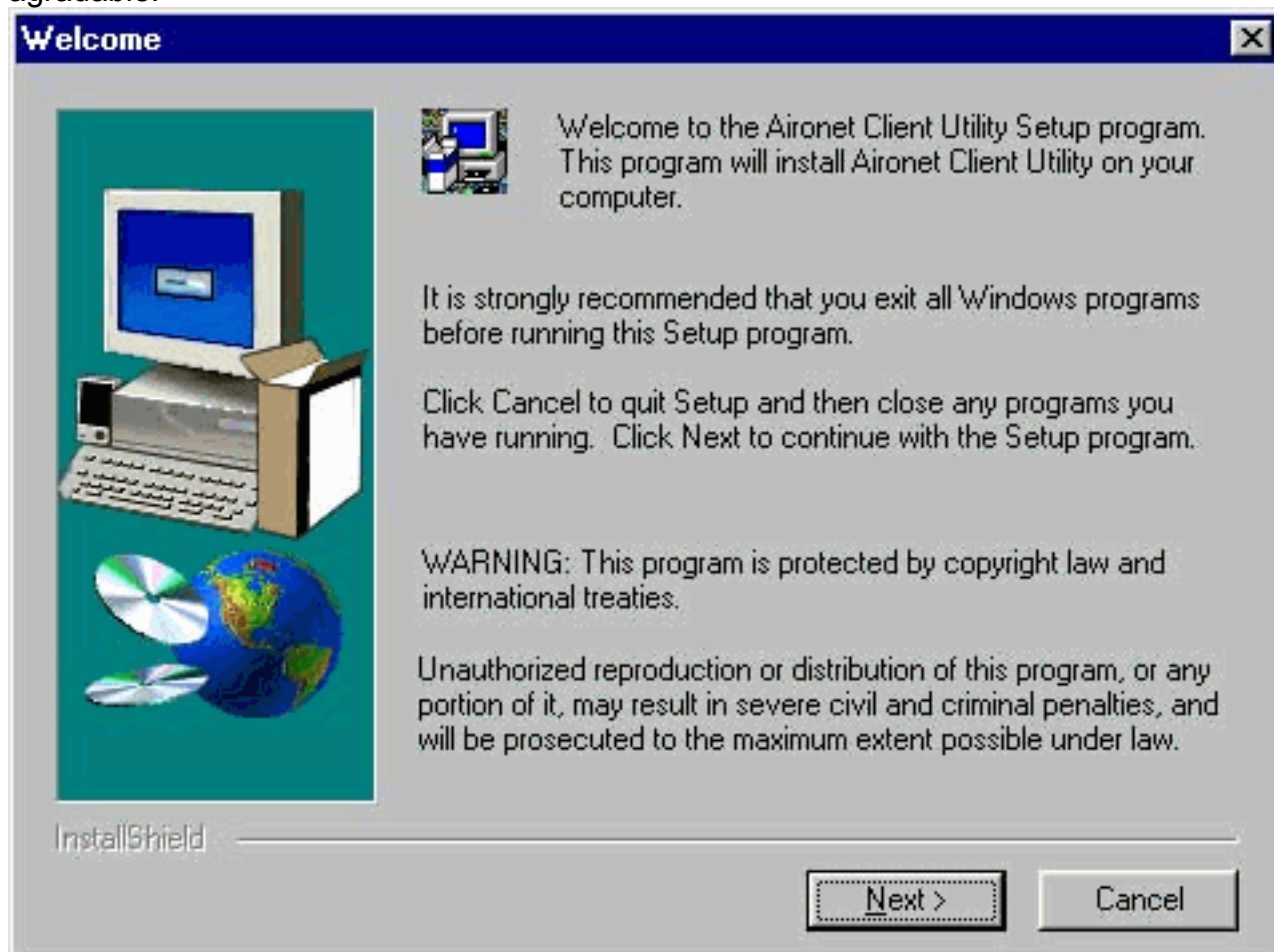 agradable.
Welcome
Welcome to the Aironet Client Utility Setup program.
This program will install Aironet Client Utility on your
computer.
It is strongly recommended that you exit all Windows programs
before running this Setup program.
Click Cancel to quit Setup and then close any programs you
have running.  Click Next to continue with the Setup program.
WARNING: This program is protected by copyright law and
international treaties.
Unauthorized reproduction or distribution of this program, or any
portion of it, may result in severe civil and criminal penalties, and
will be prosecuted to the maximum extent possible under law.
InstallShield
Next >
Cancel